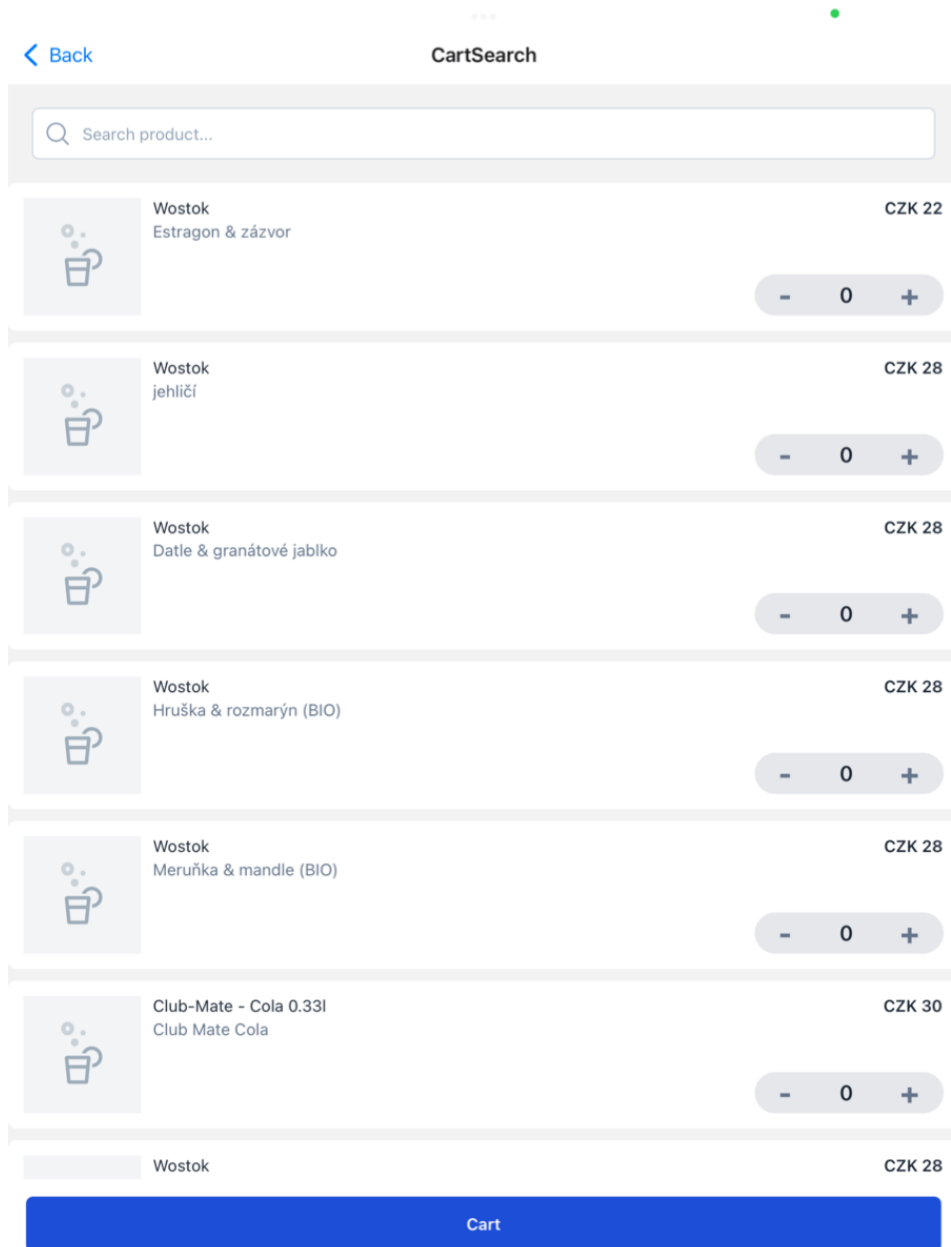 Back
CartSearch
Search product...
Wostok
CZK 22
Estragon & zázvor
- 0 +
Wostok
CZK 28
jehličí
- 0 +
Wostok
CZK 28
Datle & granátové jablko
- 0 +
Wostok
CZK 28
Hruška & rozmarýn (BIO)
- 0 +
Wostok
CZK 28
Meruňka & mandle (BIO)
- 0 +
Club-Mate - Cola 0.33l
CZK 30
Club Mate Cola
- 0 +
Wostok
CZK 28
Cart